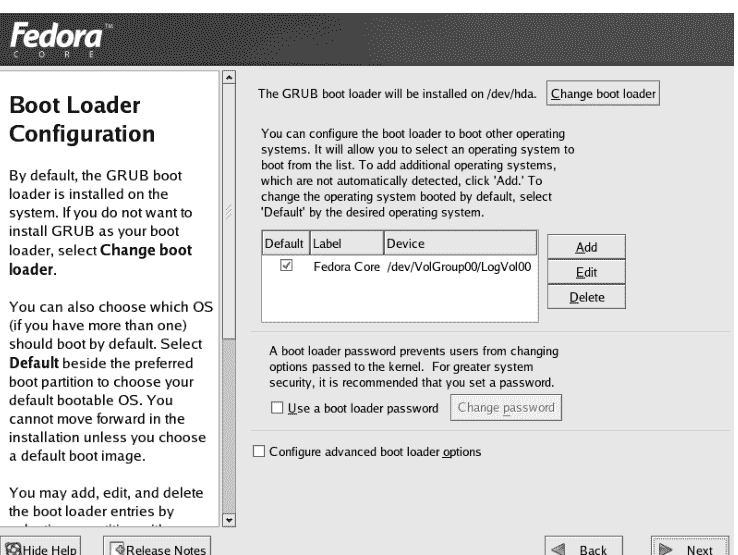 Fedora™
CORE
Boot Loader
Configuration
By default, the GRUB boot
loader is installed on the
system. If you do not want to
install GRUB as your boot
loader, select Change boot
loader.
You can also choose which OS
(if you have more than one)
should boot by default. Select
Default beside the preferred
boot partition to choose your
default bootable OS. You
cannot move forward in the
installation unless you choose
a default boot image.
You may add, edit, and delete
the boot loader entries by
The GRUB boot loader will be installed on /dev/hda. Change boot loader
You can configure the boot loader to boot other operating
systems. It will allow you to select an operating system to
boot from the list. To add additional operating systems,
which are not automatically detected, click 'Add.' To
change the operating system booted by default, select
'Default' by the desired operating system.
Default Label Device
Fedora Core /dev/VolGroup00/LogVol00
Add
Edit
Delete
A boot loader password prevents users from changing
options passed to the kernel. For greater system
security, it is recommended that you set a password.
Use a boot loader password Change password
Configure advanced boot loader options
Hide Help Release Notes Back Next